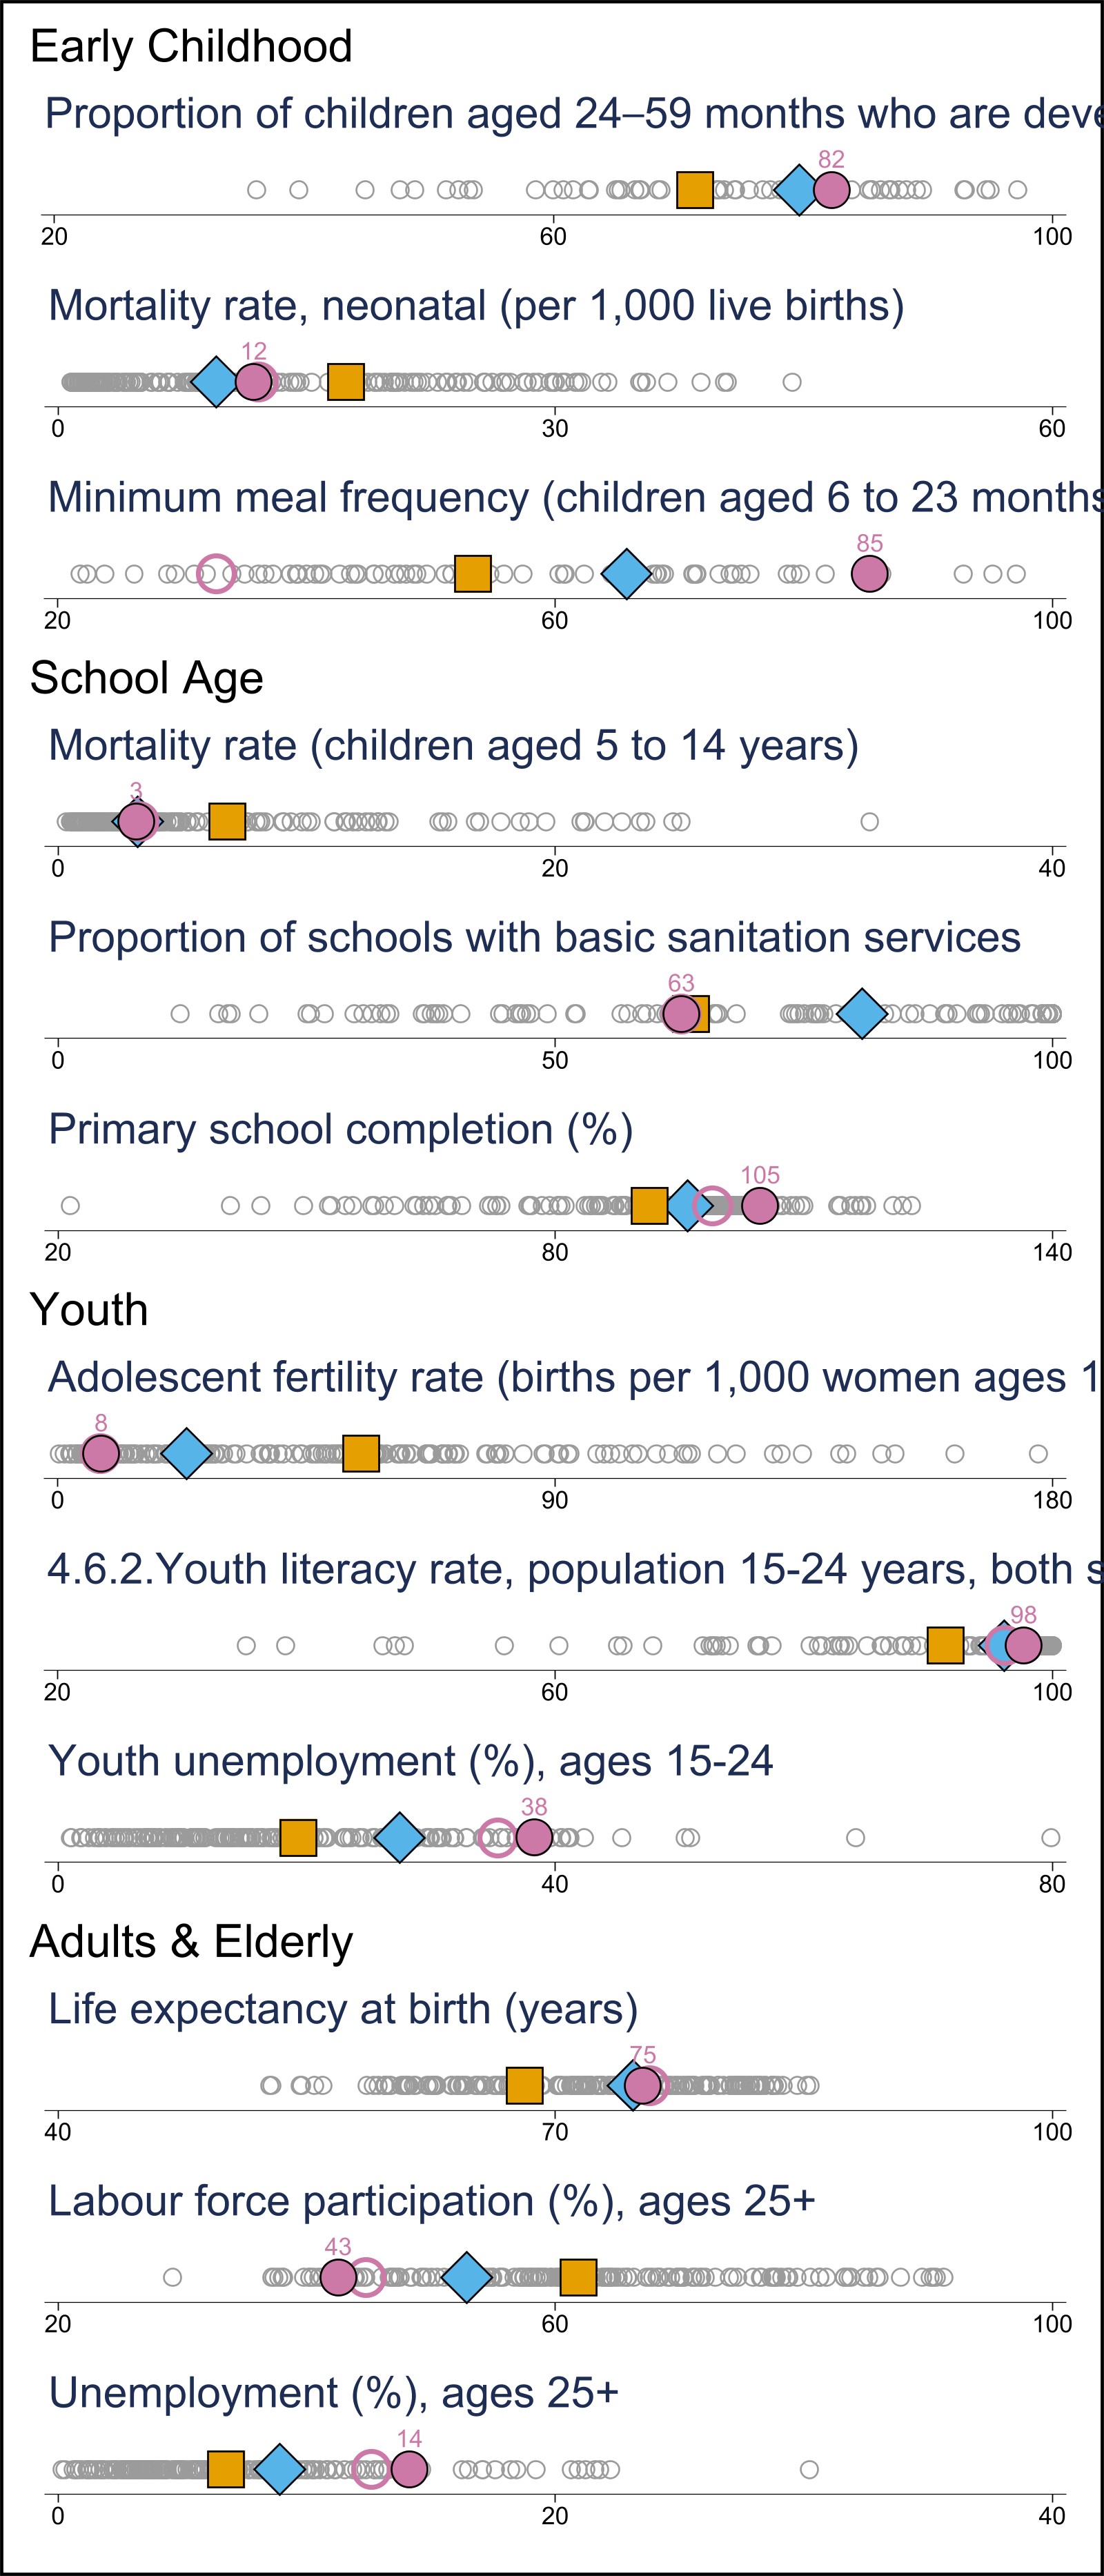 Early Childhood
Proportion of children aged 24–59 months who are deve
82
20 60 100
Mortality rate, neonatal (per 1,000 live births)
12
0 30 60
Minimum meal frequency (children aged 6 to 23 months
85
20 60 100
School Age
Mortality rate (children aged 5 to 14 years)
3
0 20 40
Proportion of schools with basic sanitation services
63
0 50 100
Primary school completion (%)
105
20 80 140
Youth
Adolescent fertility rate (births per 1,000 women ages 1
8
0 90 180
4.6.2.Youth literacy rate, population 15-24 years, both s
98
20 60 100
Youth unemployment (%), ages 15-24
38
0 40 80
Adults & Elderly
Life expectancy at birth (years)
75
40 70 100
Labour force participation (%), ages 25+
43
20 60 100
Unemployment (%), ages 25+
14
0 20 40